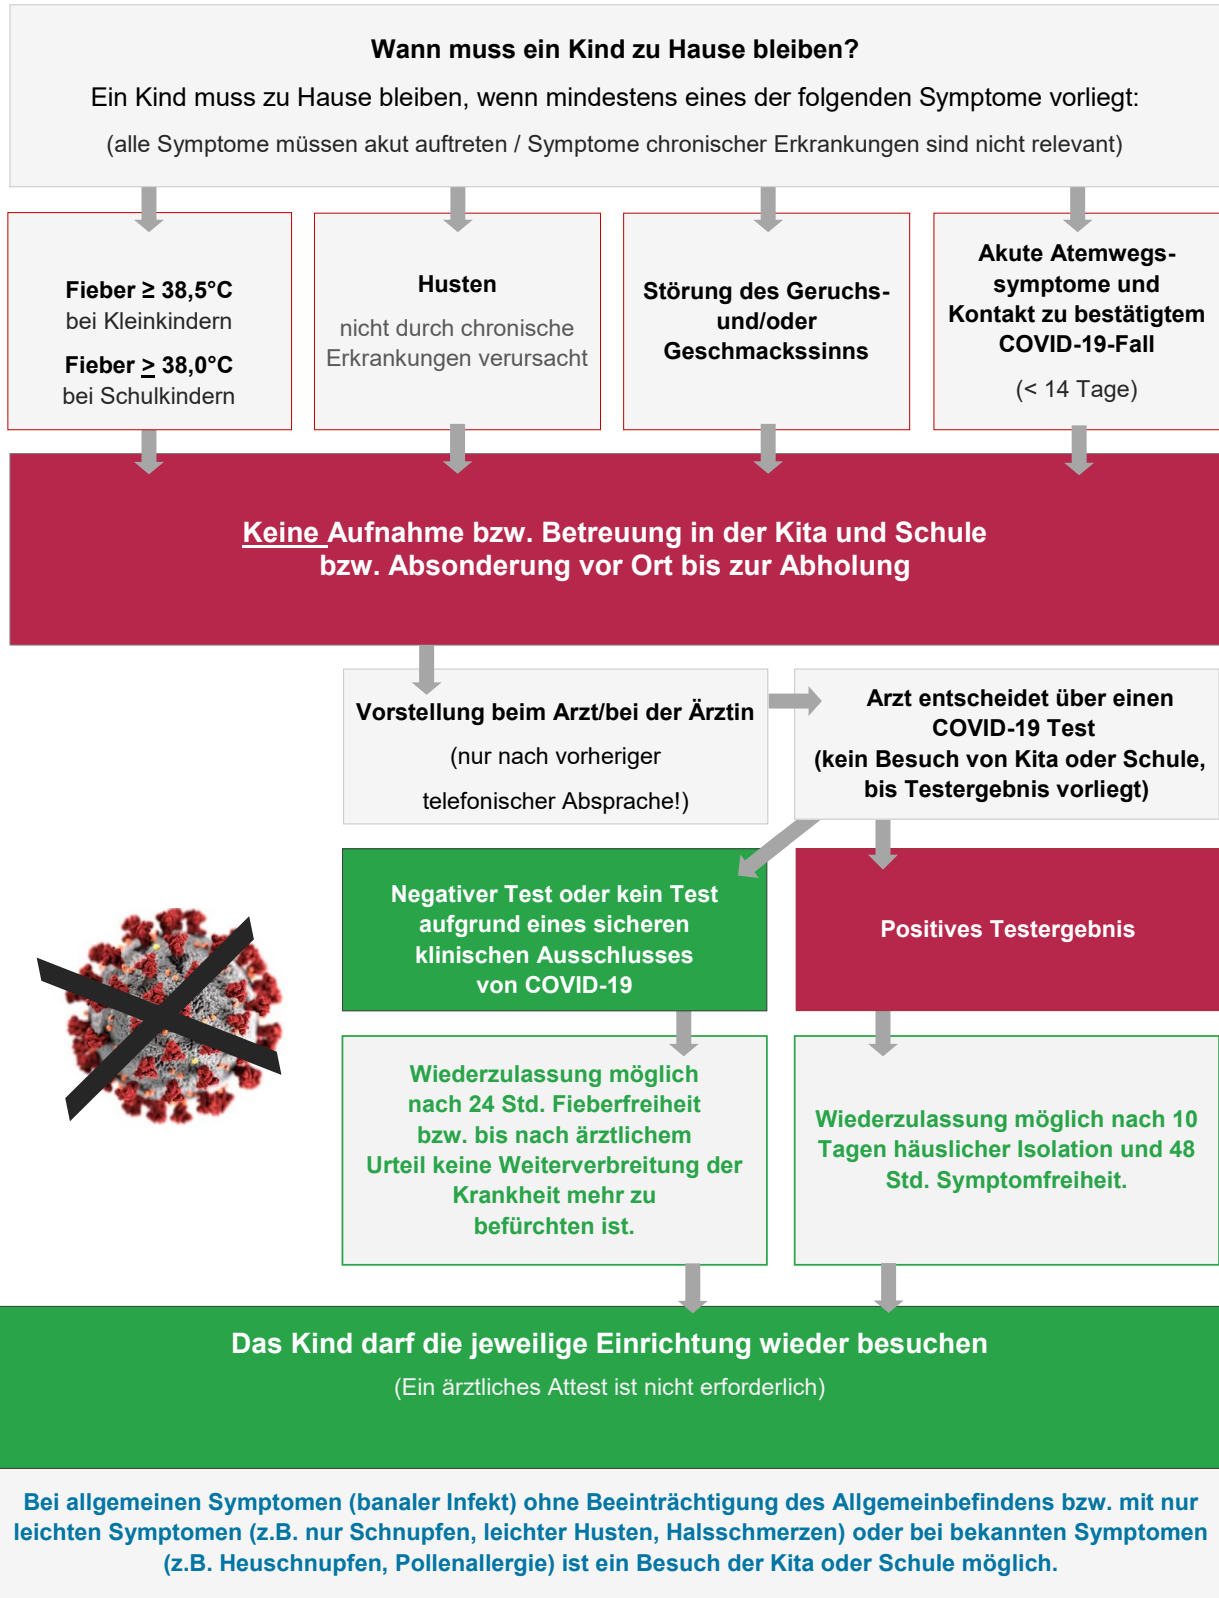 Wann muss ein Kind zu Hause bleiben?
Ein Kind muss zu Hause bleiben, wenn mindestens eines der folgenden Symptome vorliegt:
(alle Symptome müssen akut auftreten / Symptome chronischer Erkrankungen sind nicht relevant)
Fieber ≥ 38,5°C
bei Kleinkindern
Fieber > 38,0°C
bei Schulkindern
Husten
nicht durch chronische
Erkrankungen verursacht
Störung des Geruchs-
und/oder
Geschmackssinns
Akute Atemwegs-
symptome und
Kontakt zu bestätigtem
COVID-19-Fall
(< 14 Tage)
Keine Aufnahme bzw. Betreuung in der Kita und Schule
bzw. Absonderung vor Ort bis zur Abholung
Vorstellung beim Arzt/bei der Ärztin
(nur nach vorheriger
telefonischer Absprache!)
Arzt entscheidet über einen
COVID-19 Test
(kein Besuch von Kita oder Schule,
bis Testergebnis vorliegt)
Negativer Test oder kein Test
aufgrund eines sicheren
klinischen Ausschlusses
von COVID-19
Positives Testergebnis
Wiederzulassung möglich
nach 24 Std. Fieberfreiheit
bzw. bis nach ärztlichem
Urteil keine Weiterverbreitung der
Krankheit mehr zu
befürchten ist.
Wiederzulassung möglich nach 10
Tagen häuslicher Isolation und 48
Std. Symptomfreiheit.
Das Kind darf die jeweilige Einrichtung wieder besuchen
(Ein ärztliches Attest ist nicht erforderlich)
Bei allgemeinen Symptomen (banaler Infekt) ohne Beeinträchtigung des Allgemeinbefindens bzw. mit nur
leichten Symptomen (z.B. nur Schnupfen, leichter Husten, Halsschmerzen) oder bei bekannten Symptomen
(z.B. Heuschnupfen, Pollenallergie) ist ein Besuch der Kita oder Schule möglich.